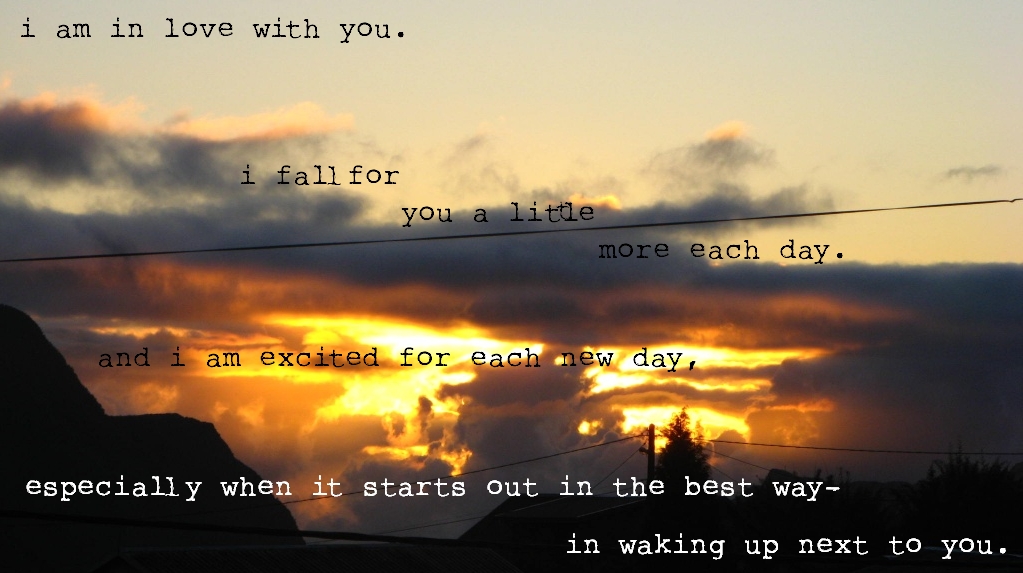 i am in love with you.
i fall for
you a little
more each day.
and i am excited for each new day,
especially when it starts out in the best way-
in waking up next to you.